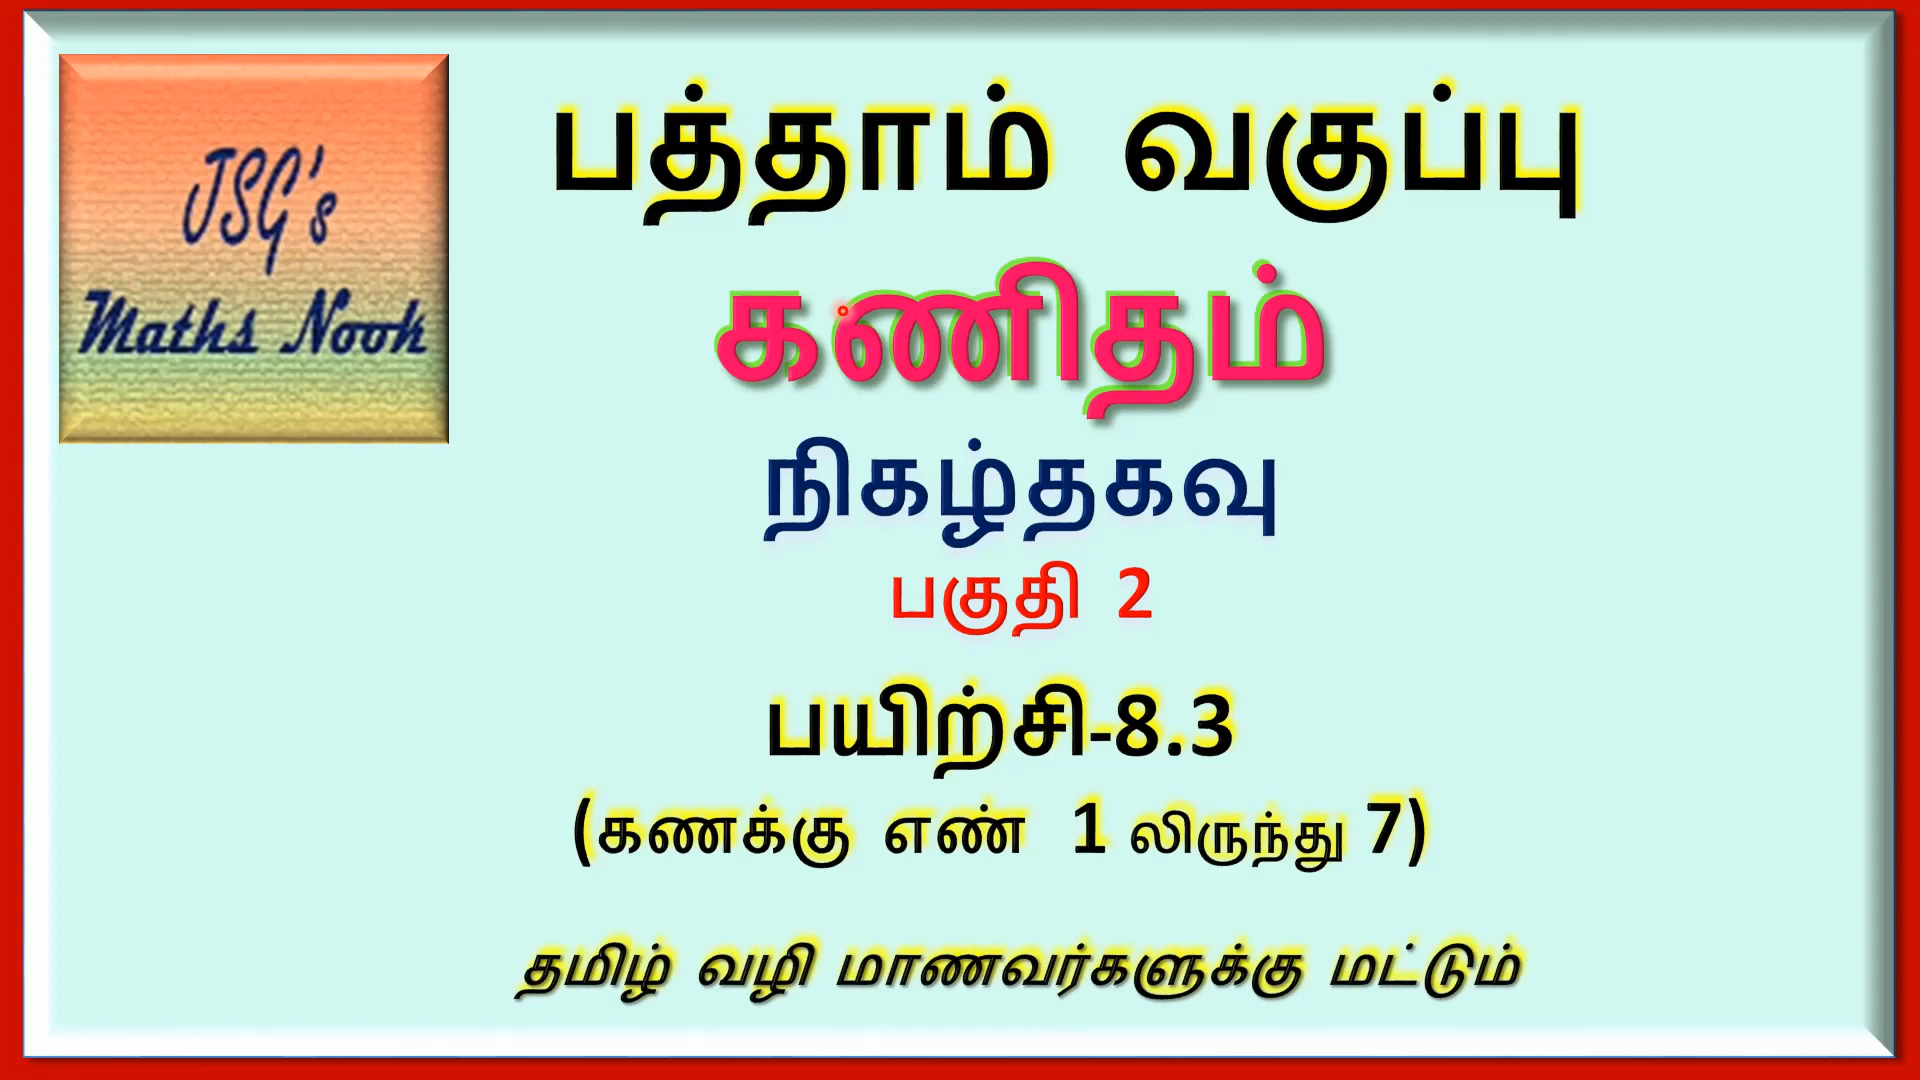 JSG's
Maths Nook
பத்தாம் வகுப்பு
கணிதம்
நிகழ்தகவு
பகுதி 2
பயிற்சி-8.3
(கணக்கு எண் 1 லிருந்து 7)
தமிழ் வழி மாணவர்களுக்கு மட்டும்